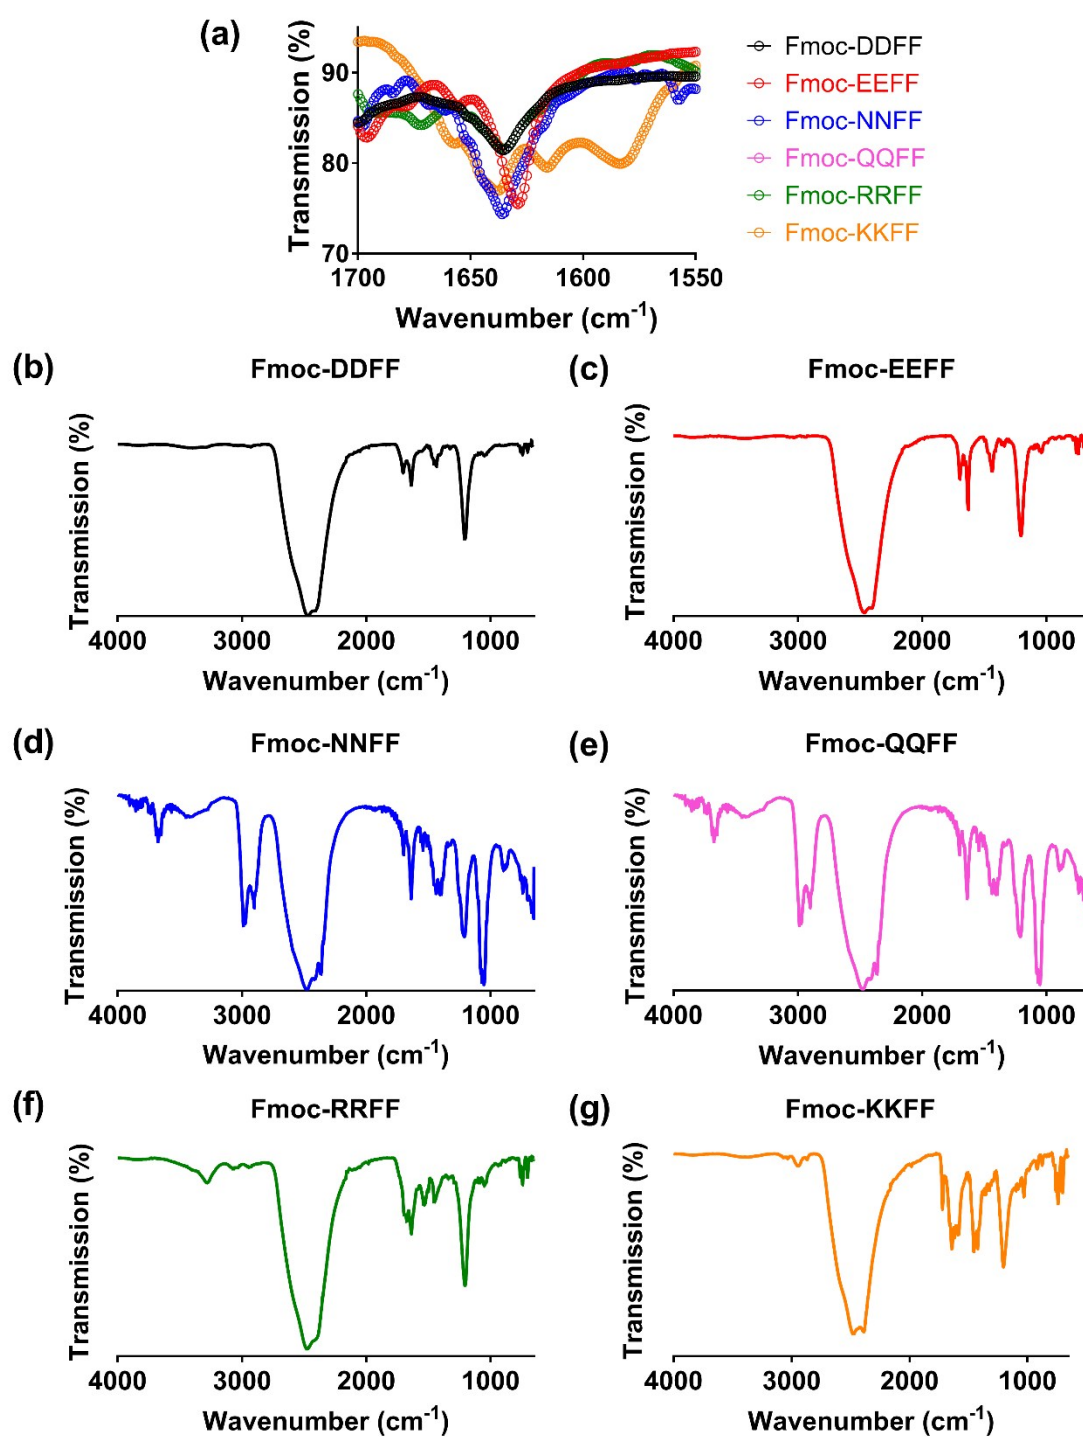 (a)
Transmission (%)
90
80
70
1700
1650
1600
1550
Wavenumber (cm-1)
Fmoc-DDFF
Fmoc-EEFF
Fmoc-NNFF
Fmoc-QQFF
Fmoc-RRFF
Fmoc-KKFF
(b)
Fmoc-DDFF
Transmission (%)
4000
3000
2000
1000
Wavenumber (cm-1)
(c)
Fmoc-EEFF
Transmission (%)
4000
3000
2000
1000
Wavenumber (cm-1)
(d)
Fmoc-NNFF
Transmission (%)
4000
3000
2000
1000
Wavenumber (cm-1)
(e)
Fmoc-QQFF
Transmission (%)
4000
3000
2000
1000
Wavenumber (cm-1)
(f)
Fmoc-RRFF
Transmission (%)
4000
3000
2000
1000
Wavenumber (cm-1)
(g)
Fmoc-KKFF
Transmission (%)
4000
3000
2000
1000
Wavenumber (cm-1)